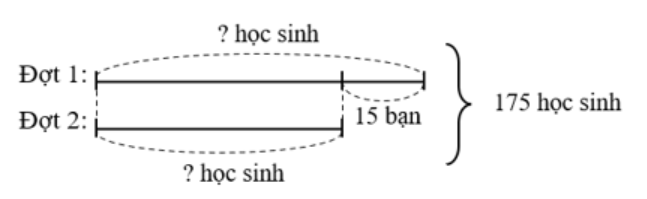 ? học sinh
Đợt 1:
15 bạn
175 học sinh
Đợt 2:
? học sinh